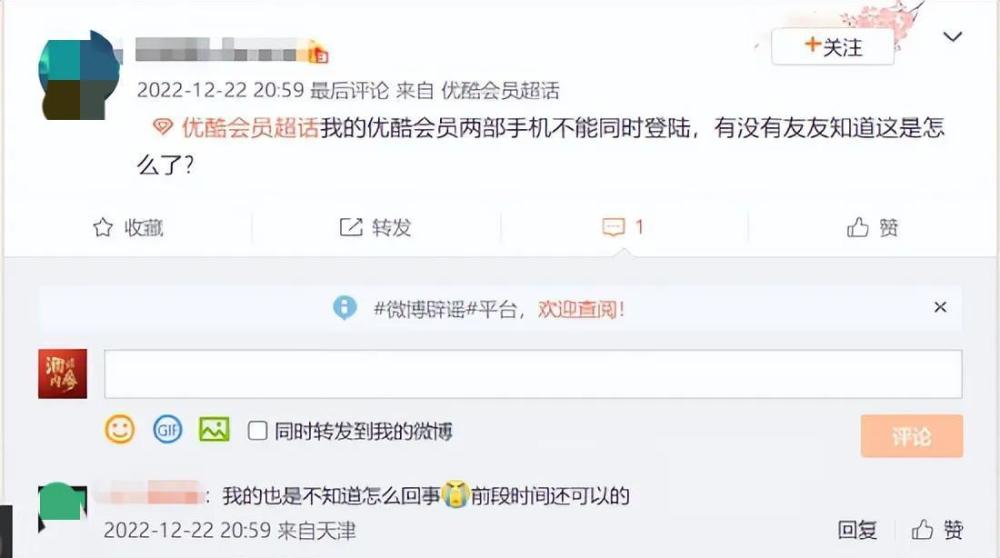 +关注
2022-12-22 20:59 最后评论 来自 优酷会员超话
优酷会员超话我的优酷会员两部手机不能同时登陆，有没有友友知道这是怎
么了？
收藏
转发
1
赞
#微博辟谣#平台，欢迎查阅！
×
GIF
同时转发到我的微博
评论
：我的也是不知道怎么回事😭前段时间还可以的
2022-12-22 20:59 来自天津
回复
赞